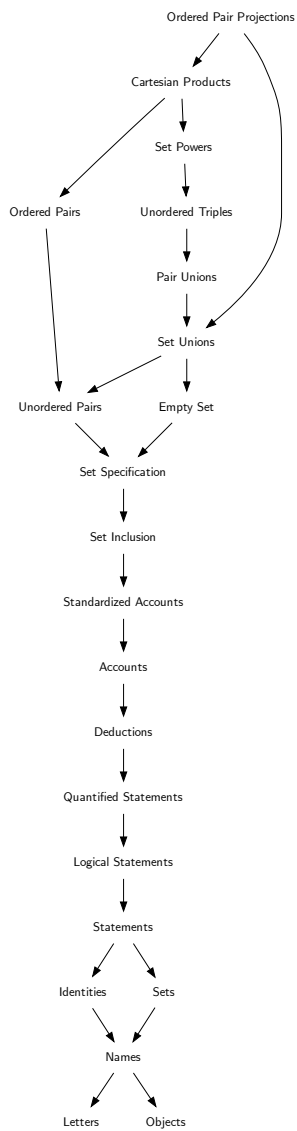 Ordered Pair Projections
Cartesian Products
Set Powers
Ordered Pairs
Unordered Triples
Pair Unions
Set Unions
Unordered Pairs
Empty Set
Set Specification
Set Inclusion
Standardized Accounts
Accounts
Deductions
Quantified Statements
Logical Statements
Statements
Identities
Sets
Names
Letters
Objects